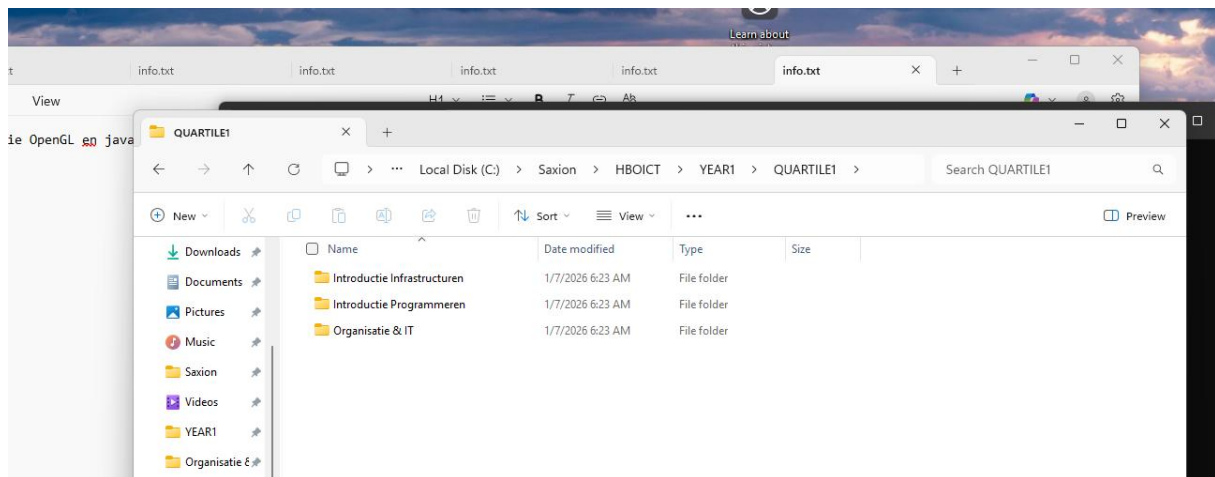 Learn about
info.txt info.txt info.txt info.txt info.txt
View H1 B I Ab
ie OpenGL en java
QUARTILE1
Local Disk (C:) Saxion HBOICT YEAR1 QUARTILE1 Search QUARTILE1
New Sort View Preview
Name Date modified Type Size
Downloads
Introductie Infrastructuren 1/7/2026 6:23 AM File folder
Documents
Introductie Programmeren 1/7/2026 6:23 AM File folder
Pictures
Organisatie & IT 1/7/2026 6:23 AM File folder
Music
Saxion
Videos
YEAR1
Organisatie &